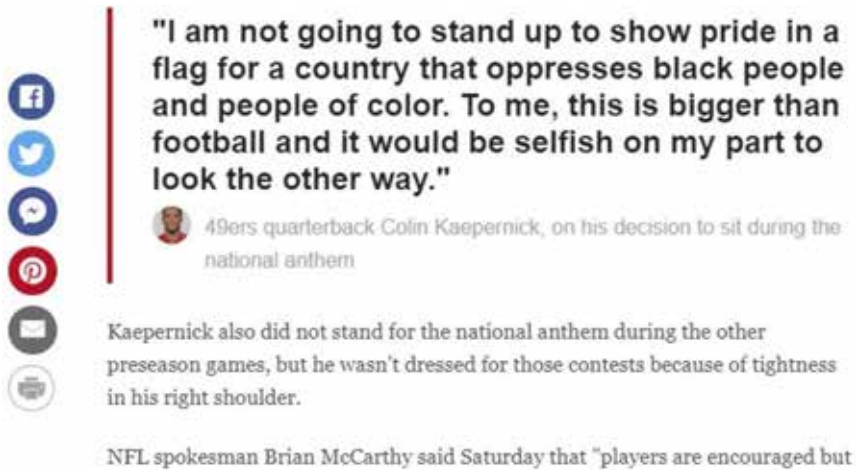 "I am not going to stand up to show pride in a
flag for a country that oppresses black people
and people of color. To me, this is bigger than
football and it would be selfish on my part to
look the other way."
49ers quarterback Colin Kaepernick, on his decision to sit during the
national anthem
Kaepernick also did not stand for the national anthem during the other
preseason games, but he wasn't dressed for those contests because of tightness
in his right shoulder.
NFL spokesman Brian McCarthy said Saturday that "players are encouraged but